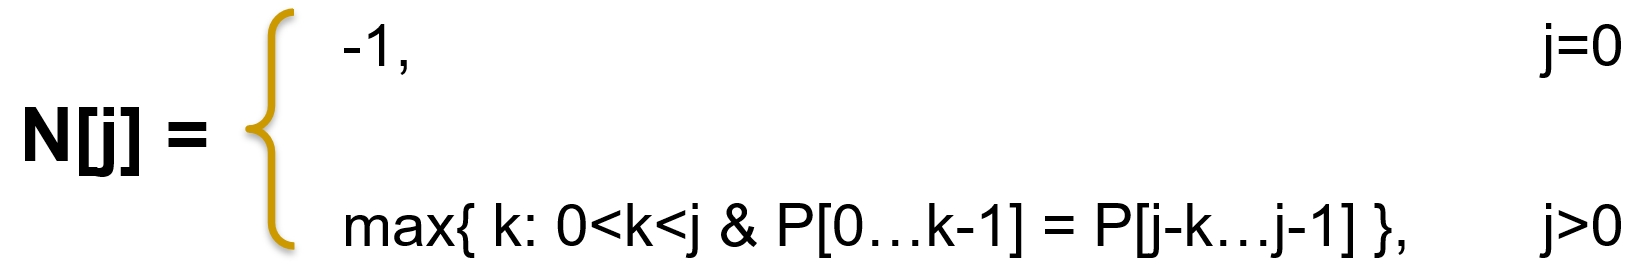 -1, j=0
N[j] =
max{ k: 0<k<j & P[0…k-1] = P[j-k…j-1] }, j>0